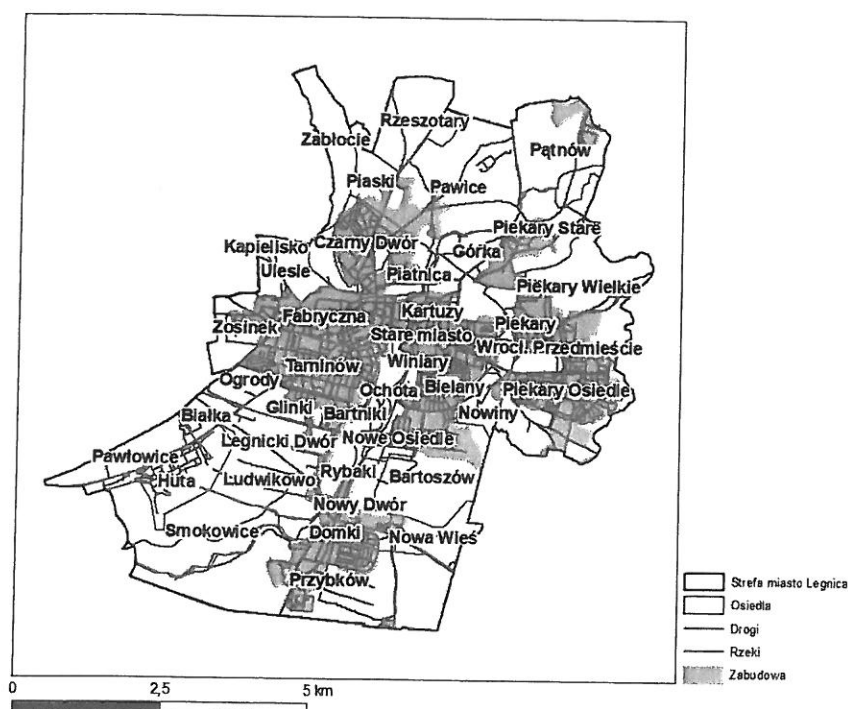 Rzeszotary
Zabłocie
Pątnów
Piaski
Pawice
Piekary Stare
Czarny Dwór
Kąpielisko
Górka
Ulesie
Piątnica
Piekary Wielkie
Kartuzy
Fabryczna
Piekary
Zosinek
Stare miasto
Wrocł. Przedmieście
Winiary
Tarninów
Ogrody
Ochota
Bielany
Piekary Osiedle
Glinki
Bartniki
Nowiny
Białka
Legnicki Dwór
Nowe Osiedle
Pawłowice
Rybaki
Bartoszów
Huta
Ludwikowo
Nowy Dwór
Smokowice
Domki
Nowa Wieś
Przybków
Strefa miasto Legnica
Osiedla
Drogi
Rzeki
Zabudowa
0 2,5 5 km